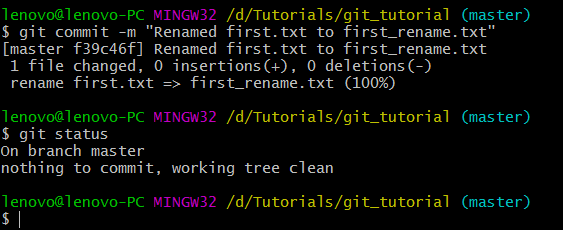 lenovo@lenovo-PC MINGW32 /d/Tutorials/git_tutorial (master)
$ git commit -m "Renamed first.txt to first_rename.txt"
[master f39c46f] Renamed first.txt to first_rename.txt
 1 file changed, 0 insertions(+), 0 deletions(-)
 rename first.txt => first_rename.txt (100%)

lenovo@lenovo-PC MINGW32 /d/Tutorials/git_tutorial (master)
$ git status
On branch master
nothing to commit, working tree clean

lenovo@lenovo-PC MINGW32 /d/Tutorials/git_tutorial (master)
$